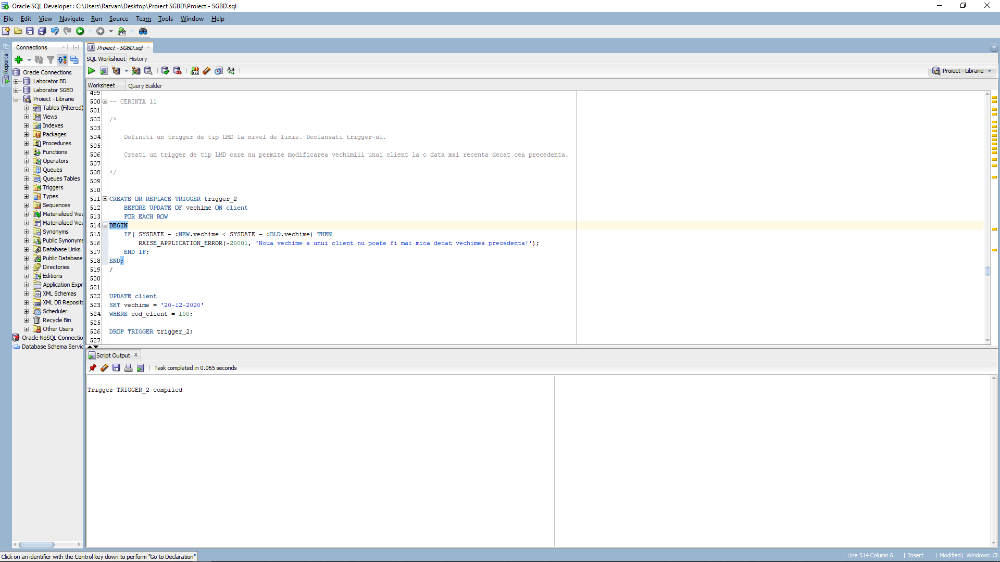 Oracle SQL Developer : C:\Users\Razvan\Desktop\Proiect SGBD\Proiect - SGBD.sql
File Edit View Navigate Run Source Team Tools Window Help
Reports
Connections
Oracle Connections
Laborator BD
Laborator SGBD
Proiect - Librarie
Tables (Filtered)
Views
Indexes
Packages
Procedures
Functions
Operators
Queues
Queues Tables
Triggers
Types
Sequences
Materialized Vie
Materialized Vie
Synonyms
Public Synonyms
Database Links
Public Database
Directories
Editions
Application Expr
XML Schemas
XML DB Reposito
Scheduler
Recycle Bin
Other Users
Oracle NoSQL Connectio
Database Schema Servic
Proiect - SGBD.sql
SQL Worksheet History
Proiect - Librarie
Worksheet Query Builder
499
500 -- CERINTA 11
501
502 /*
503
504 Definiti un trigger de tip LMD la nivel de linie. Declansati trigger-ul.
505
506 Creati un trigger de tip LMD care nu permite modificarea vechimiii unui client la o data mai recenta decat cea precedenta.
507
508 */
509
510
511 CREATE OR REPLACE TRIGGER trigger_2
512 BEFORE UPDATE OF vechime ON client
513 FOR EACH ROW
514 BEGIN
515 IF( SYSDATE - :NEW.vechime < SYSDATE - :OLD.vechime) THEN
516 RAISE_APPLICATION_ERROR(-20001, 'Noua vechime a unui client nu poate fi mai mica decat vechimea precedenta!');
517 END IF;
518 END;
519 /
520
521
522 UPDATE client
523 SET vechime = '20-12-2020'
524 WHERE cod_client = 100;
525
526 DROP TRIGGER trigger_2;
527
Script Output
Task completed in 0.065 seconds
Trigger TRIGGER_2 compiled
Click on an identifier with the Control key down to perform "Go to Declaration"
Line 514 Column 6 | Insert | Modified | Windows: CR